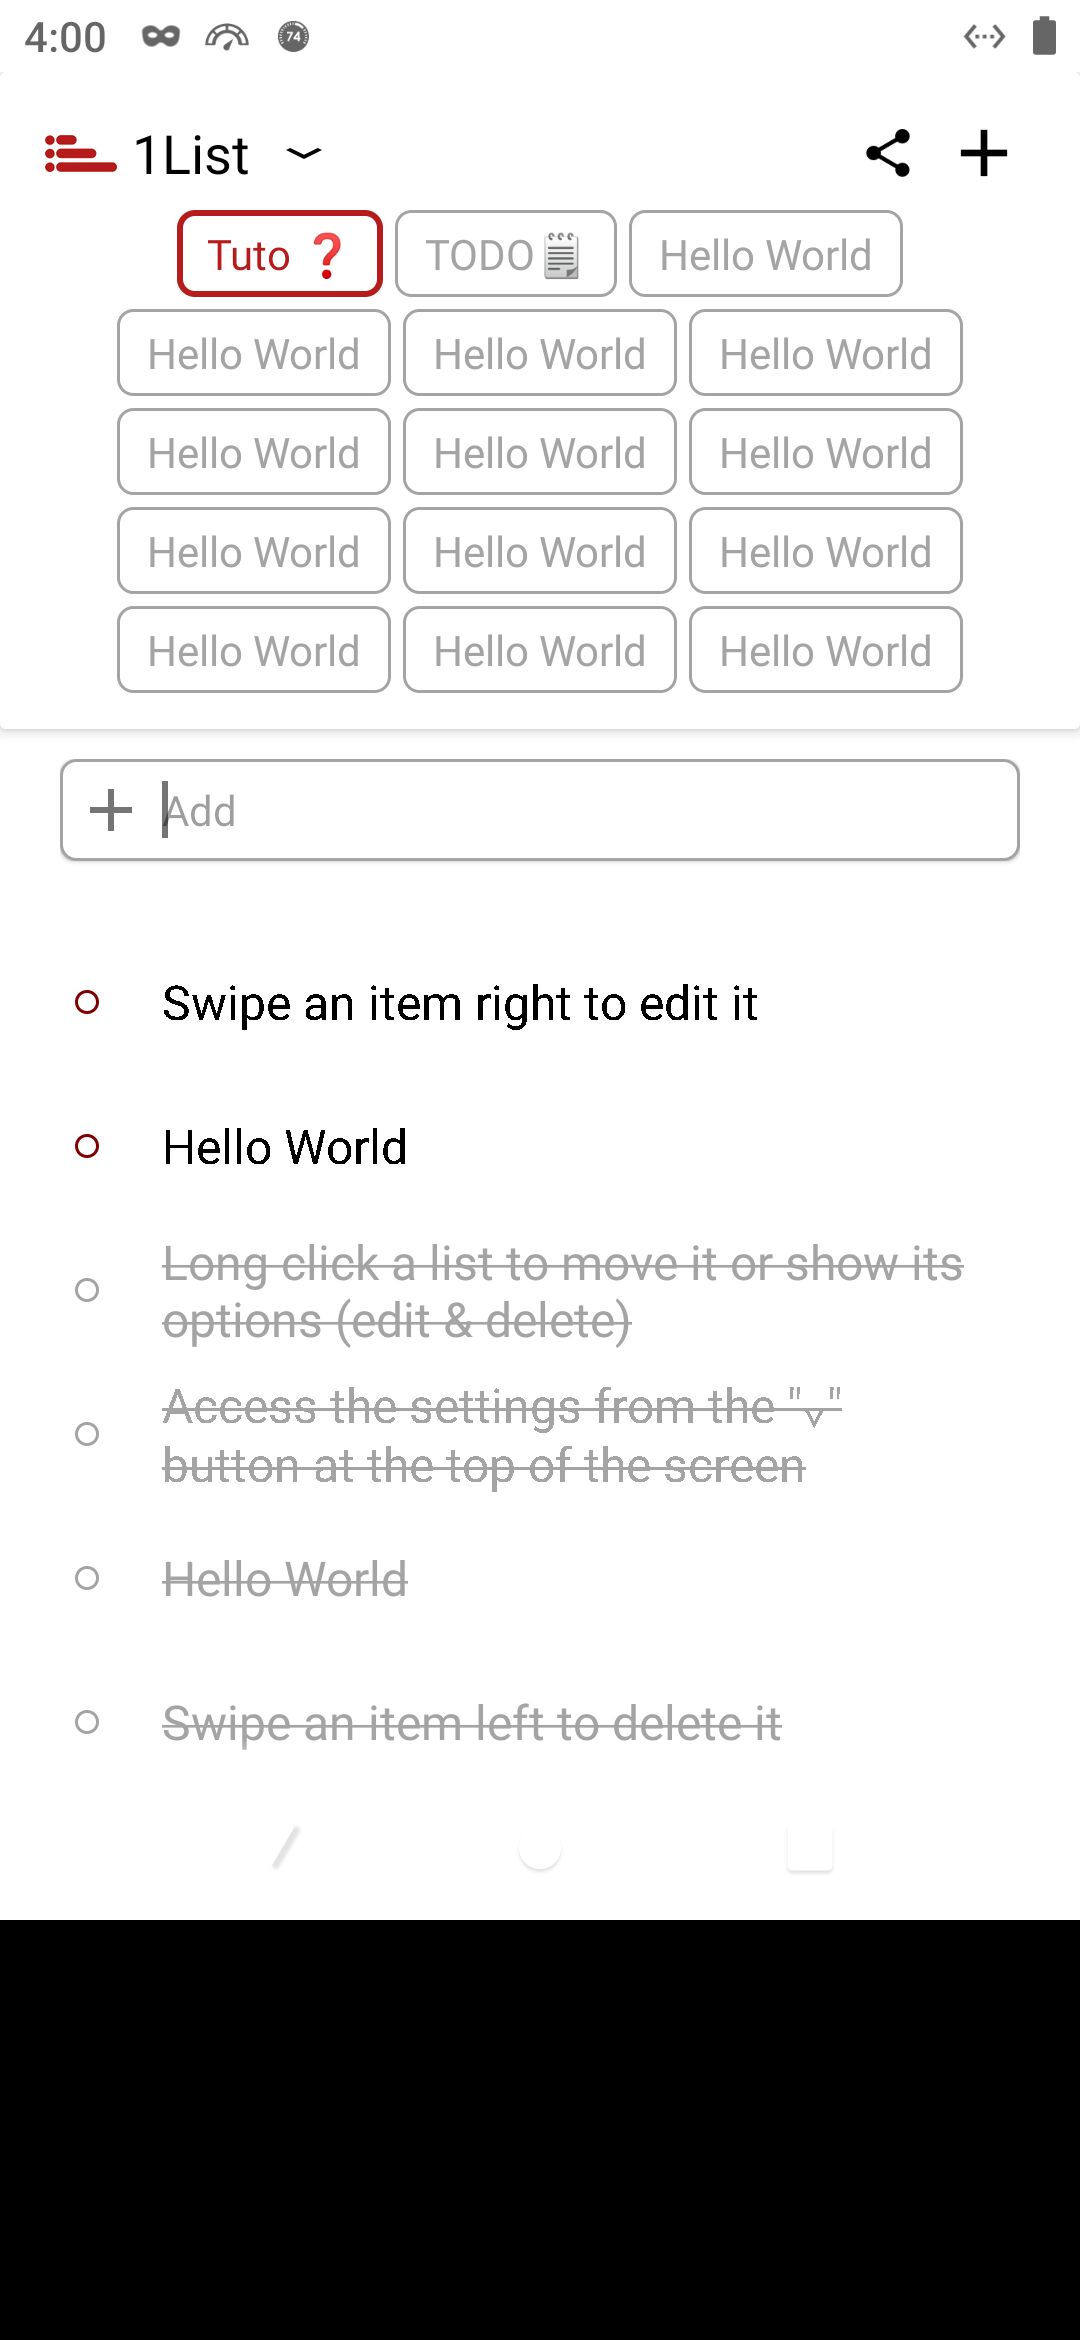 4:00 74
1List
Tuto ❓ TODO🗒 Hello World
Hello World Hello World Hello World
Hello World Hello World Hello World
Hello World Hello World Hello World
Hello World Hello World Hello World
Add
Swipe an item right to edit it
Hello World
Long click a list to move it or show its
options (edit & delete)
Access the settings from the "⌄"
button at the top of the screen
Hello World
Swipe an item left to delete it